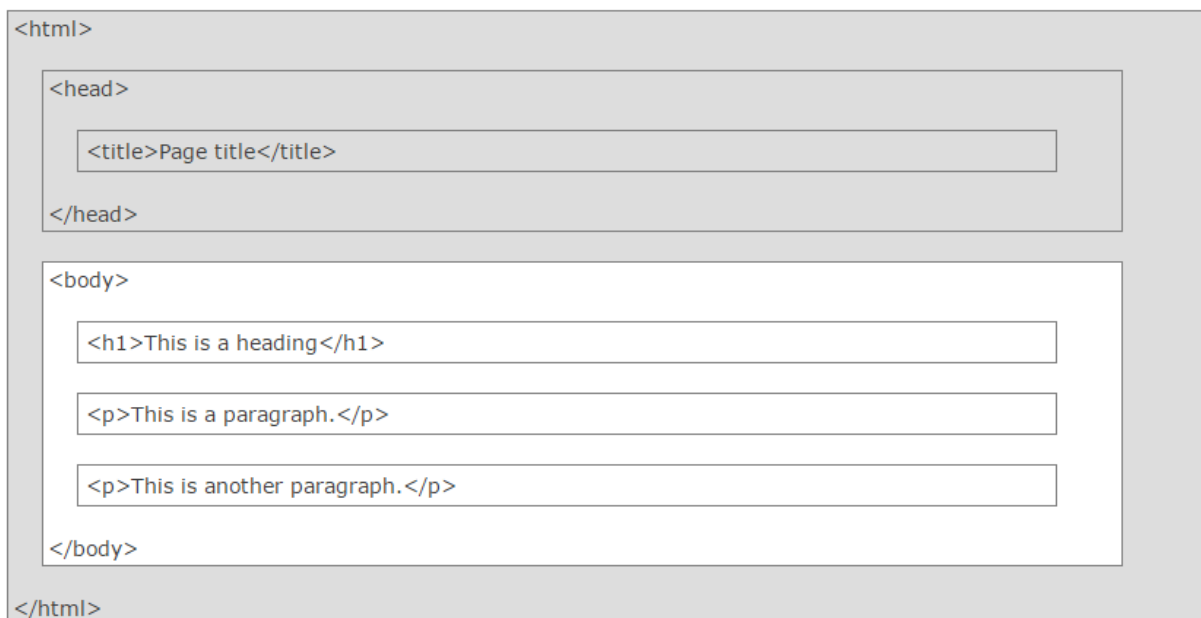 <html>
<head>
<title>Page title</title>
</head>
<body>
<h1>This is a heading</h1>
<p>This is a paragraph.</p>
<p>This is another paragraph.</p>
</body>
</html>